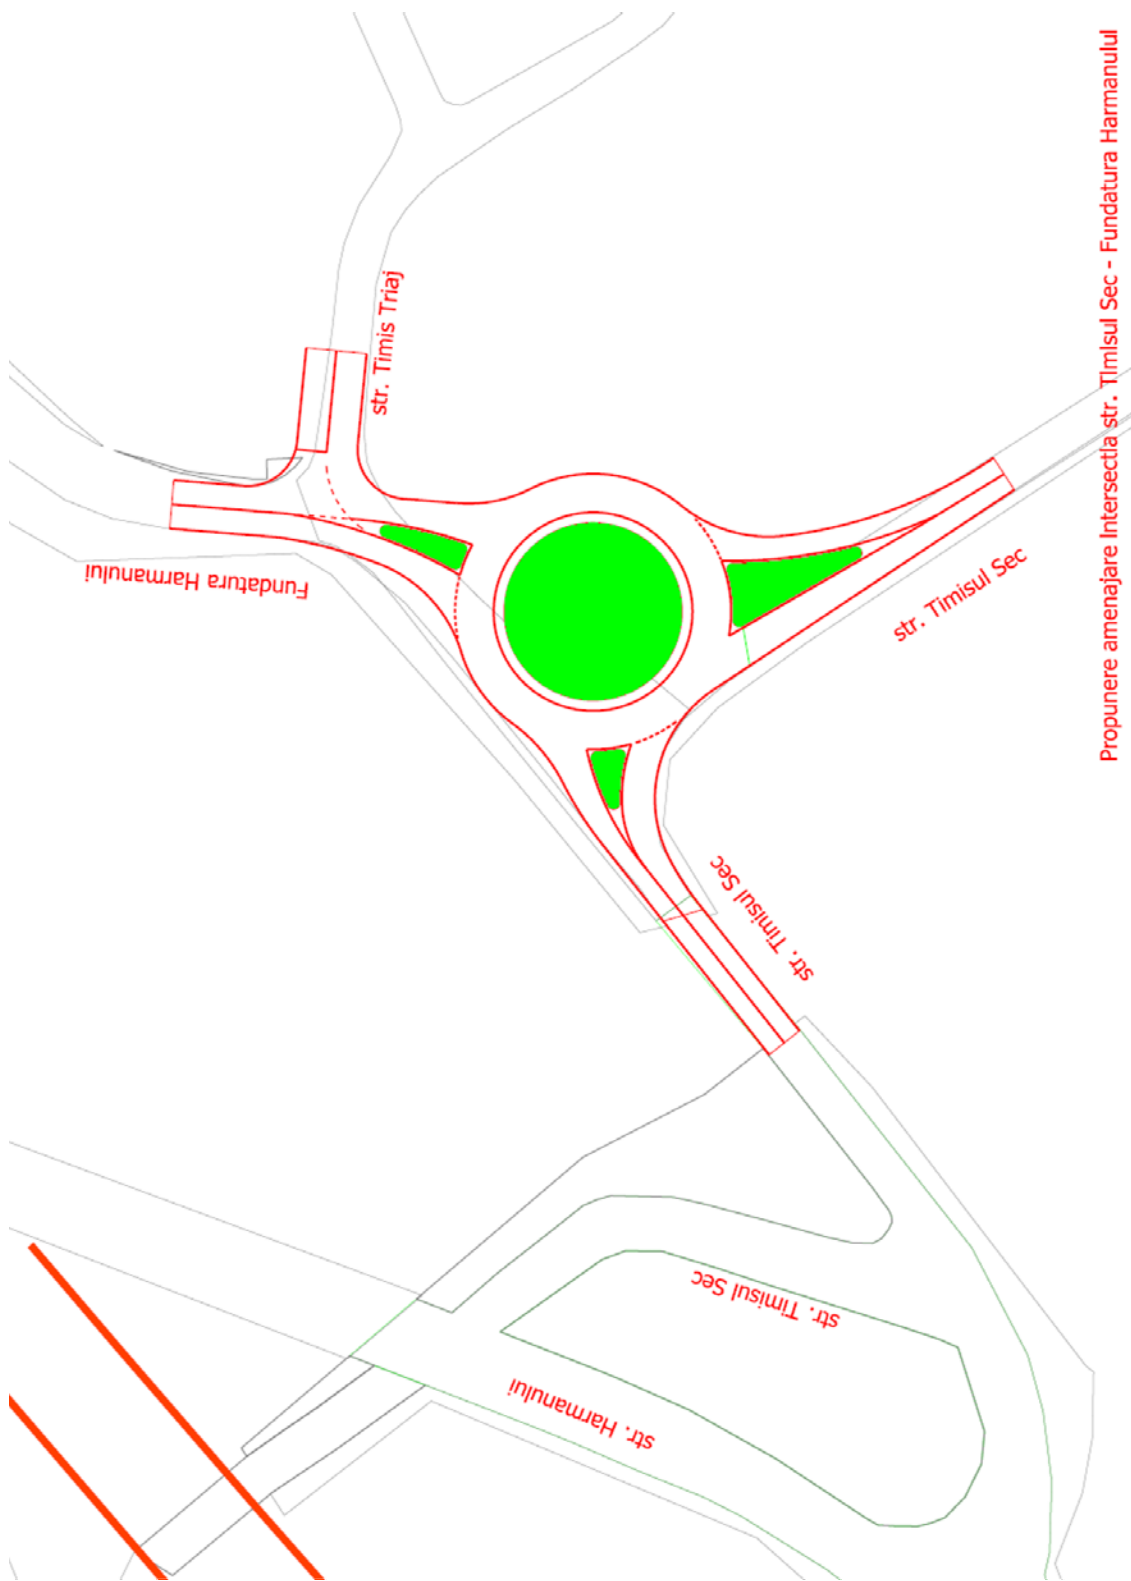 Propunere amenajare Intersectia str. Timisul Sec - Fundatura Harmanului
str. Timis Triaj
Fundatura Harmanului
str. Timisul Sec
str. Timisul Sec
str. Timisul Sec
str. Harmanului